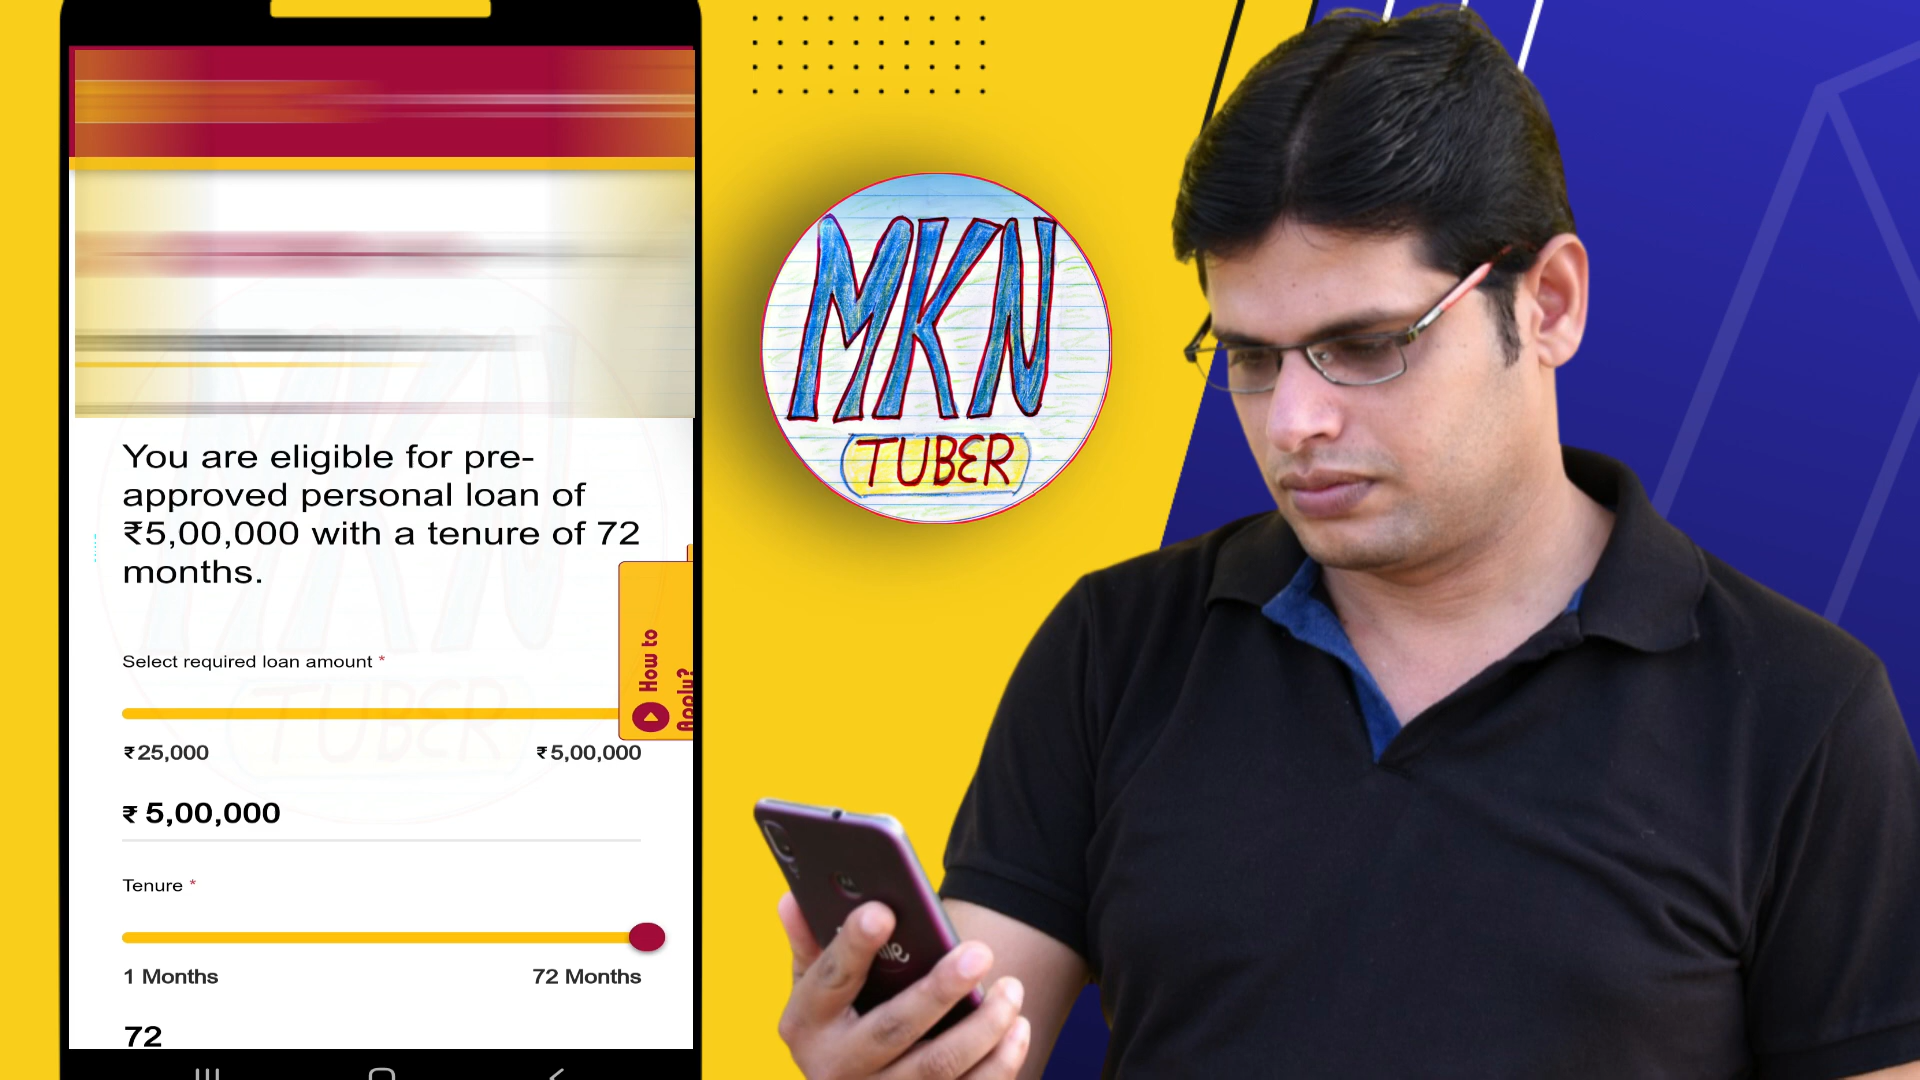 You are eligible for pre-
approved personal loan of
₹5,00,000 with a tenure of 72
months.
How to
Apply?
Select required loan amount *
₹25,000
₹5,00,000
₹ 5,00,000
Tenure *
1 Months
72 Months
72
MKN
TUBER